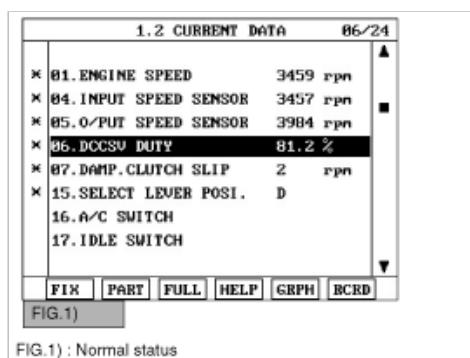 1.2 CURRENT DATA 06/24
× 01.ENGINE SPEED 3459 rpm
× 04.INPUT SPEED SENSOR 3457 rpm
× 05.O/PUT SPEED SENSOR 3984 rpm
× 06.DCCSV DUTY 81.2 %
× 07.DAMP.CLUTCH SLIP 2 rpm
× 15.SELECT LEVER POSI. D
16.A/C SWITCH
17.IDLE SWITCH
FIX PART FULL HELP GRPH RCRD
FIG.1)
FIG.1) : Normal status